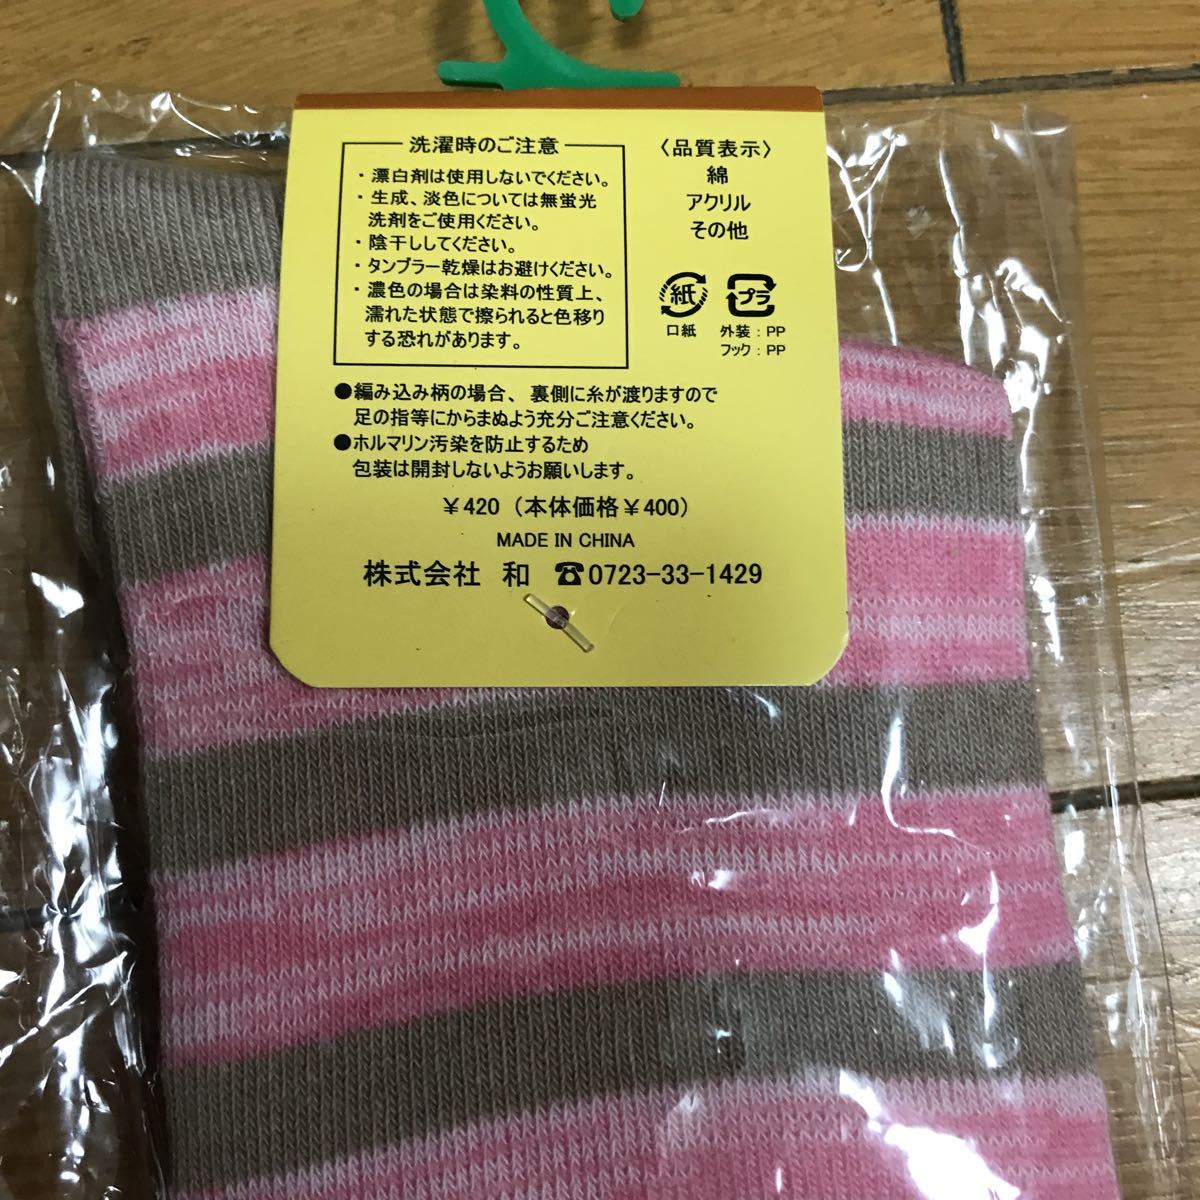 洗濯時のご注意
・漂白剤は使用しないでください。
・生成、淡色については無蛍光
洗剤をご使用ください。
・陰干ししてください。
・タンブラー乾燥はお避けください。
・濃色の場合は染料の性質上、
濡れた状態で擦られると色移り
する恐れがあります。
〈品質表示〉
綿
アクリル
その他
紙
プラ
口紙
外装：PP
フック：PP
●編み込み柄の場合、裏側に糸が渡りますので
足の指等にからまぬよう充分ご注意ください。
●ホルマリン汚染を防止するため
包装は開封しないようお願いします。
￥420（本体価格￥400）
MADE IN CHINA
株式会社 和 ☎0723-33-1429